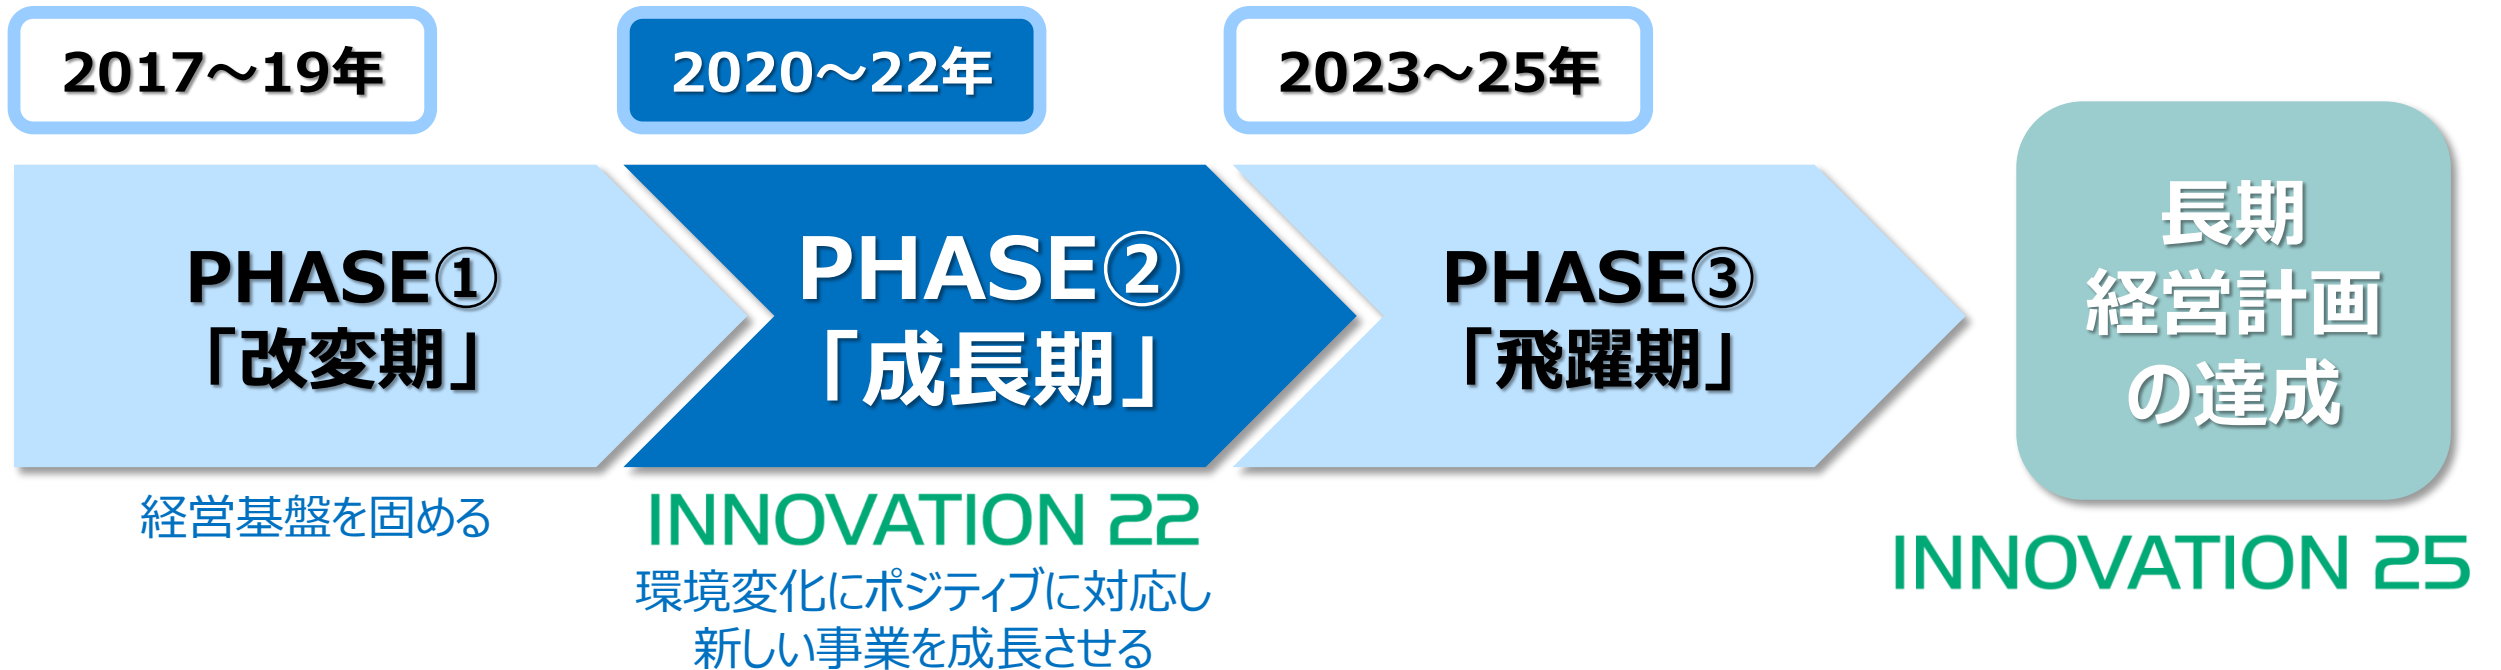 2017～19年
2020～22年
2023～25年
PHASE①
「改変期」
PHASE②
「成長期」
PHASE③
「飛躍期」
長期
経営計画
の達成
経営基盤を固める
INNOVATION 22
環境変化にポジティブに対応し
新しい事業を成長させる
INNOVATION 25